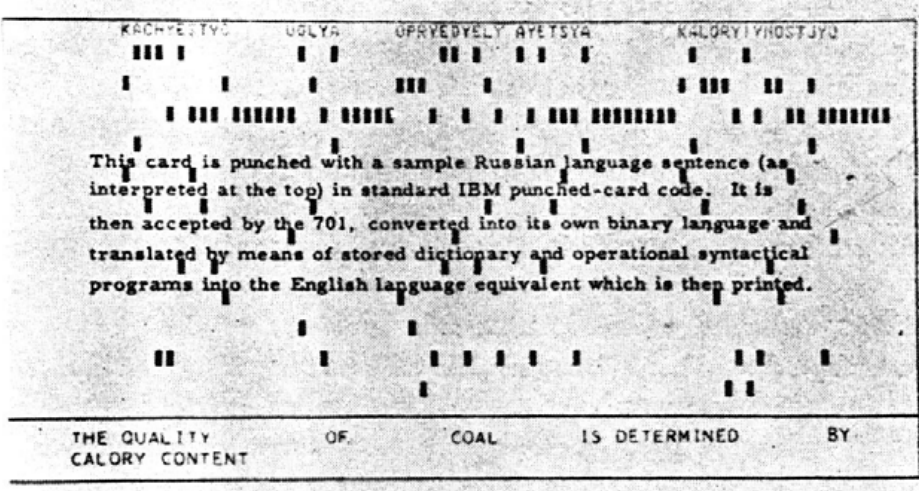 KACHYESTVO UGLYA OPRYEDYELYAYETSYA KALORYIYNOSTJYU
This card is punched with a sample Russian language sentence (as
interpreted at the top) in standard IBM punched-card code. It is
then accepted by the 701, converted into its own binary language and
translated by means of stored dictionary and operational syntactical
programs into the English language equivalent which is then printed.
THE QUALITY OF COAL IS DETERMINED BY
CALORY CONTENT